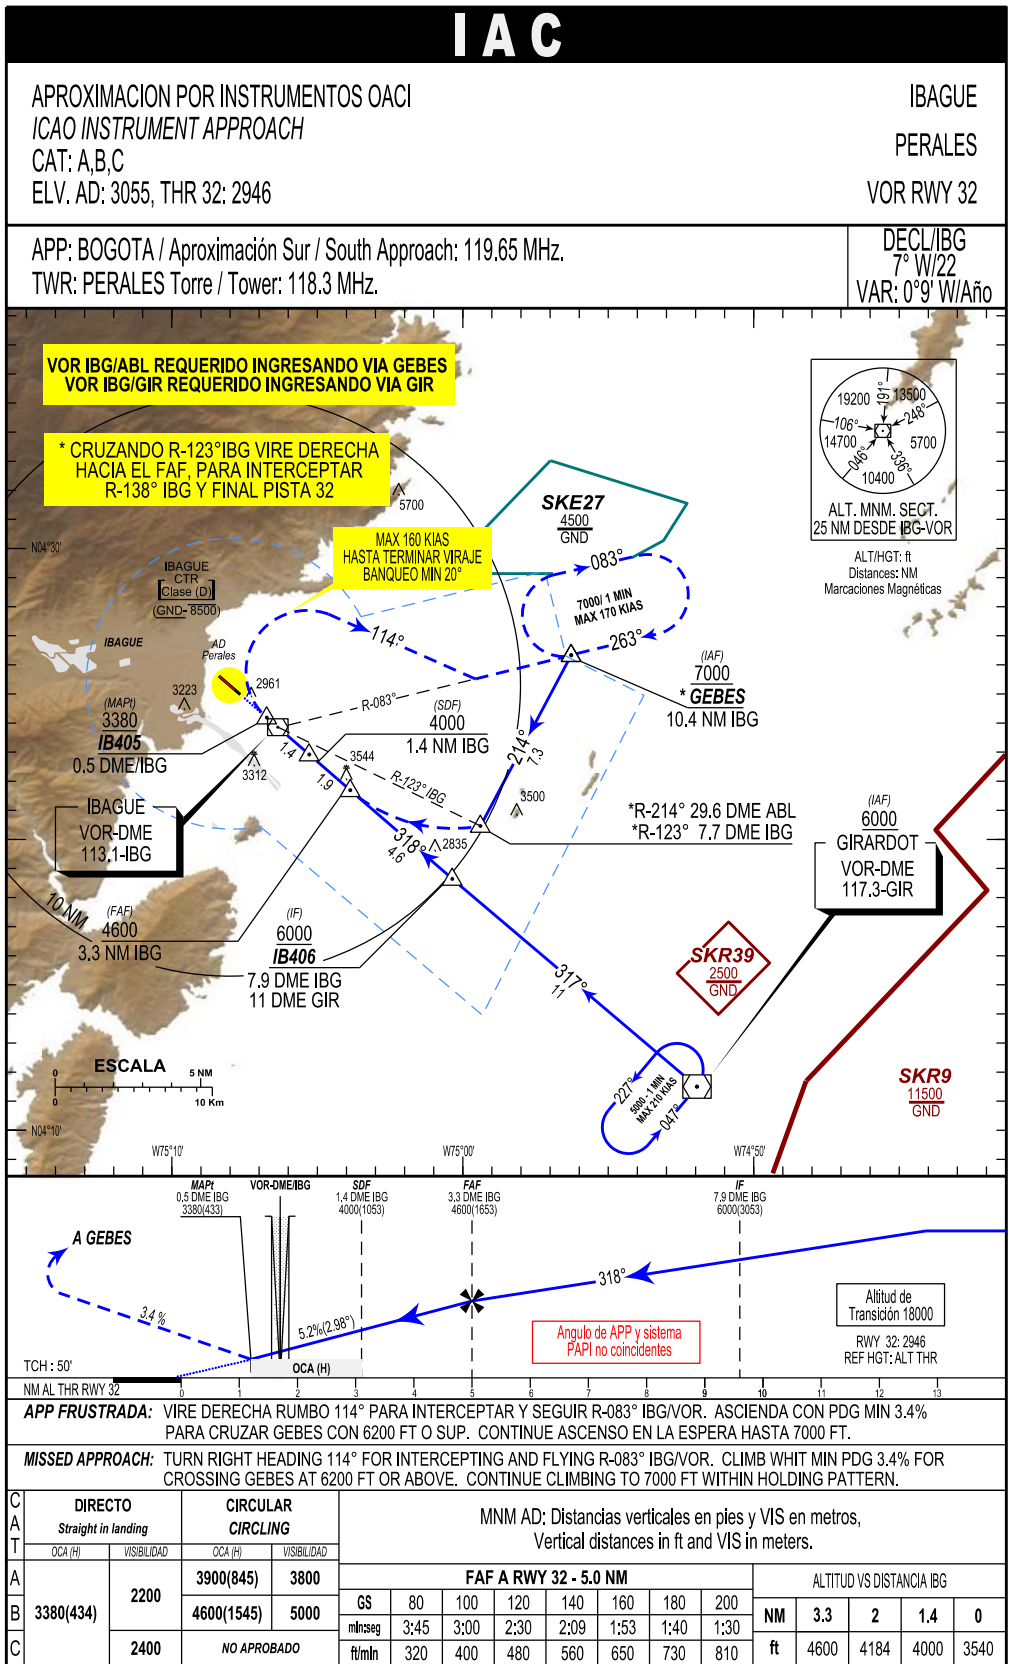 IAC
APROXIMACION POR INSTRUMENTOS OACI
ICAO INSTRUMENT APPROACH
CAT: A,B,C
ELV. AD: 3055, THR 32: 2946
IBAGUE
PERALES
VOR RWY 32
APP: BOGOTA / Aproximación Sur / South Approach: 119.65 MHz.
TWR: PERALES Torre / Tower: 118.3 MHz.
DECL/IBG
7° W/22
VAR: 0°9' W/Año
VOR IBG/ABL REQUERIDO INGRESANDO VIA GEBES
VOR IBG/GIR REQUERIDO INGRESANDO VIA GIR
* CRUZANDO R-123°IBG VIRE DERECHA
HACIA EL FAF, PARA INTERCEPTAR
R-138° IBG Y FINAL PISTA 32
MAX 160 KIAS
HASTA TERMINAR VIRAJE
BANQUEO MIN 20°
5700
SKE27
4500
GND
19200
191°
13500
106°
248°
14700
5700
046°
336°
10400
ALT. MNM. SECT.
25 NM DESDE IBG-VOR
ALT/HGT: ft
Distances: NM
Marcaciones Magnéticas
N04°30'
IBAGUE
CTR
Clase (D)
(GND- 8500)
IBAGUE
AD
Perales
083°
7000/ 1 MIN
MAX 170 KIAS
263°
114°
(IAF)
7000
* GEBES
10.4 NM IBG
2961
3223
R-083°
(MAPt)
3380
IB405
0.5 DME/IBG
(SDF)
4000
1.4 NM IBG
214°
7.3
1.4
3544
3312
1.9
R-123° IBG
3500
IBAGUE
VOR-DME
113.1-IBG
*R-214° 29.6 DME ABL
*R-123° 7.7 DME IBG
(IAF)
6000
GIRARDOT
VOR-DME
117.3-GIR
318°
4.6
2835
10 NM
(FAF)
4600
3.3 NM IBG
(IF)
6000
IB406
7.9 DME IBG
11 DME GIR
SKR39
2500
GND
317°
11
ESCALA
0
5 NM
0
10 Km
227°
5000 - 1 MIN
MAX 210 KIAS
047°
SKR9
11500
GND
N04°10'
W75°10'
W75°00'
W74°50'
MAPt
0.5 DME IBG
3380(433)
VOR-DME/IBG
SDF
1.4 DME IBG
4000(1053)
FAF
3.3 DME IBG
4600(1653)
IF
7.9 DME IBG
6000(3053)
A GEBES
318°
3.4 %
5.2%(2.98°)
Angulo de APP y sistema
PAPI no coincidentes
Altitud de
Transición 18000
RWY 32: 2946
REF HGT: ALT THR
TCH : 50'
OCA (H)
NM AL THR RWY 32
0 1 2 3 4 5 6 7 8 9 10 11 12 13
APP FRUSTRADA: VIRE DERECHA RUMBO 114° PARA INTERCEPTAR Y SEGUIR R-083° IBG/VOR. ASCIENDA CON PDG MIN 3.4%
PARA CRUZAR GEBES CON 6200 FT O SUP. CONTINUE ASCENSO EN LA ESPERA HASTA 7000 FT.
MISSED APPROACH: TURN RIGHT HEADING 114° FOR INTERCEPTING AND FLYING R-083° IBG/VOR. CLIMB WHIT MIN PDG 3.4% FOR
CROSSING GEBES AT 6200 FT OR ABOVE. CONTINUE CLIMBING TO 7000 FT WITHIN HOLDING PATTERN.
CAT
DIRECTO
Straight in landing
CIRCULAR
CIRCLING
OCA (H) VISIBILIDAD OCA (H) VISIBILIDAD
A
B
C
3380(434)
2200
2400
3900(845) 3800
4600(1545) 5000
NO APROBADO
MNM AD: Distancias verticales en pies y VIS en metros,
Vertical distances in ft and VIS in meters.
FAF A RWY 32 - 5.0 NM
GS 80 100 120 140 160 180 200
min:seg 3:45 3:00 2:30 2:09 1:53 1:40 1:30
ft/min 320 400 480 560 650 730 810
ALTITUD VS DISTANCIA IBG
NM 3.3 2 1.4 0
ft 4600 4184 4000 3540